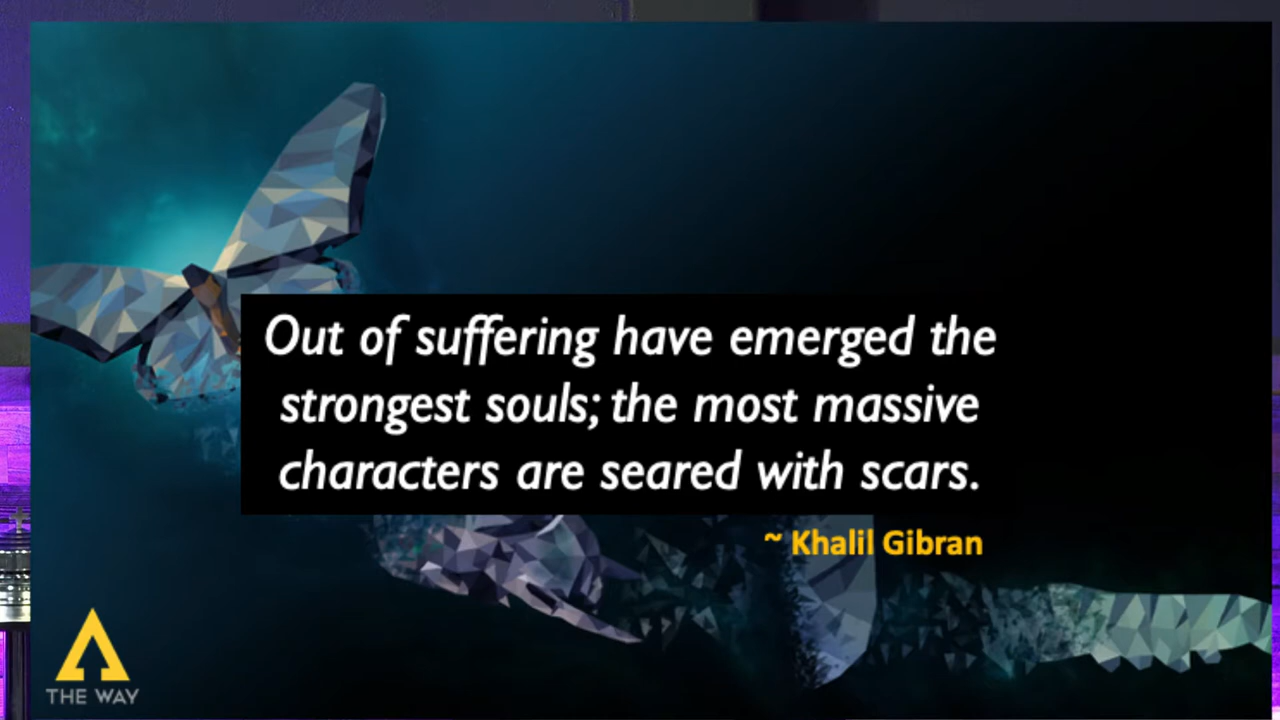 Out of suffering have emerged the
strongest souls; the most massive
characters are seared with scars.
~ Khalil Gibran
THE WAY